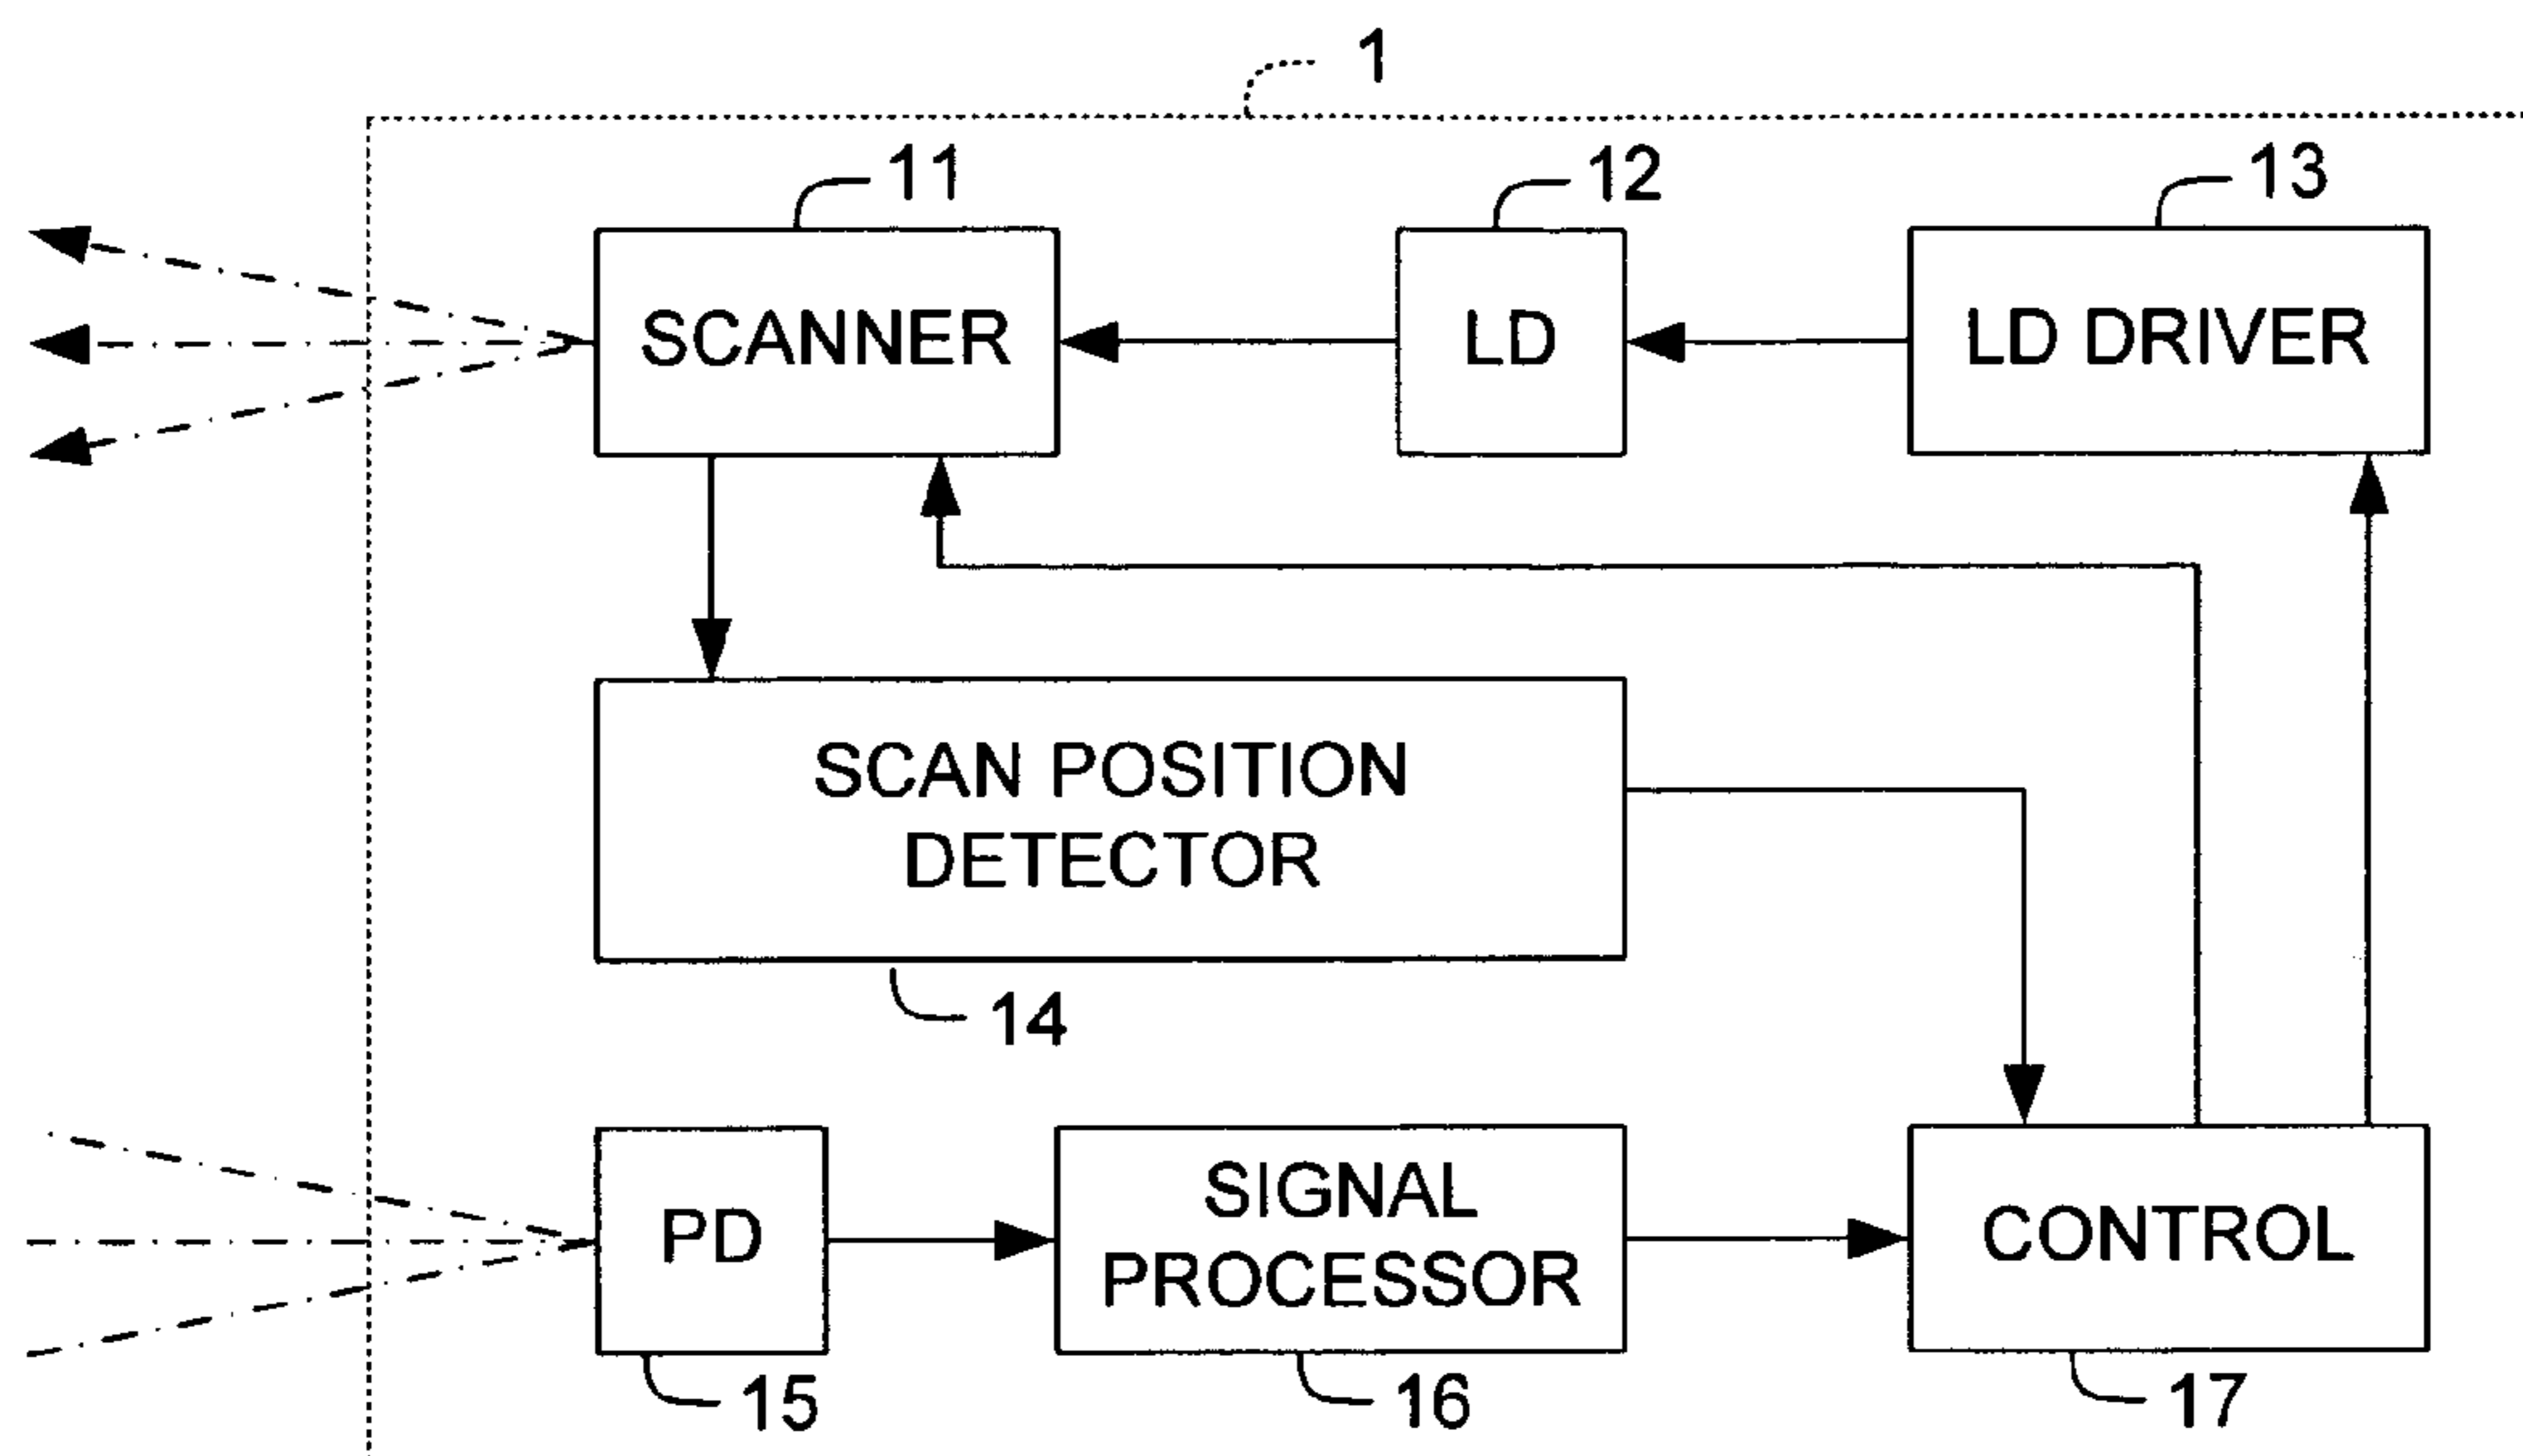 1
11
12
13
SCANNER
LD
LD DRIVER
SCAN POSITION
DETECTOR
14
PD
SIGNAL
PROCESSOR
CONTROL
15
16
17